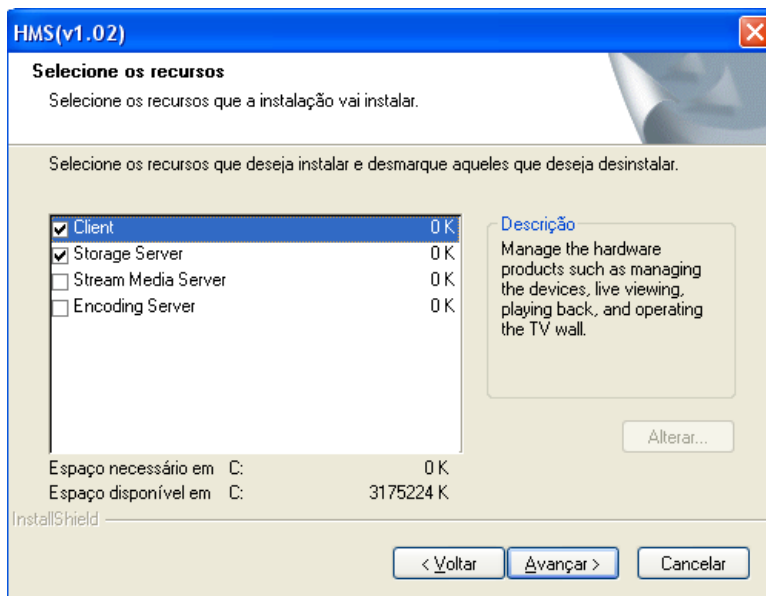 HMS(v1.02)
Selecione os recursos
Selecione os recursos que a instalação vai instalar.
Selecione os recursos que deseja instalar e desmarque aqueles que deseja desinstalar.
Client 0 K
Storage Server 0 K
Stream Media Server 0 K
Encoding Server 0 K
Descrição
Manage the hardware
products such as managing
the devices, live viewing,
playing back, and operating
the TV wall.
Alterar...
Espaço necessário em C: 0 K
Espaço disponível em C: 3175224 K
InstallShield
< Voltar
Avançar >
Cancelar